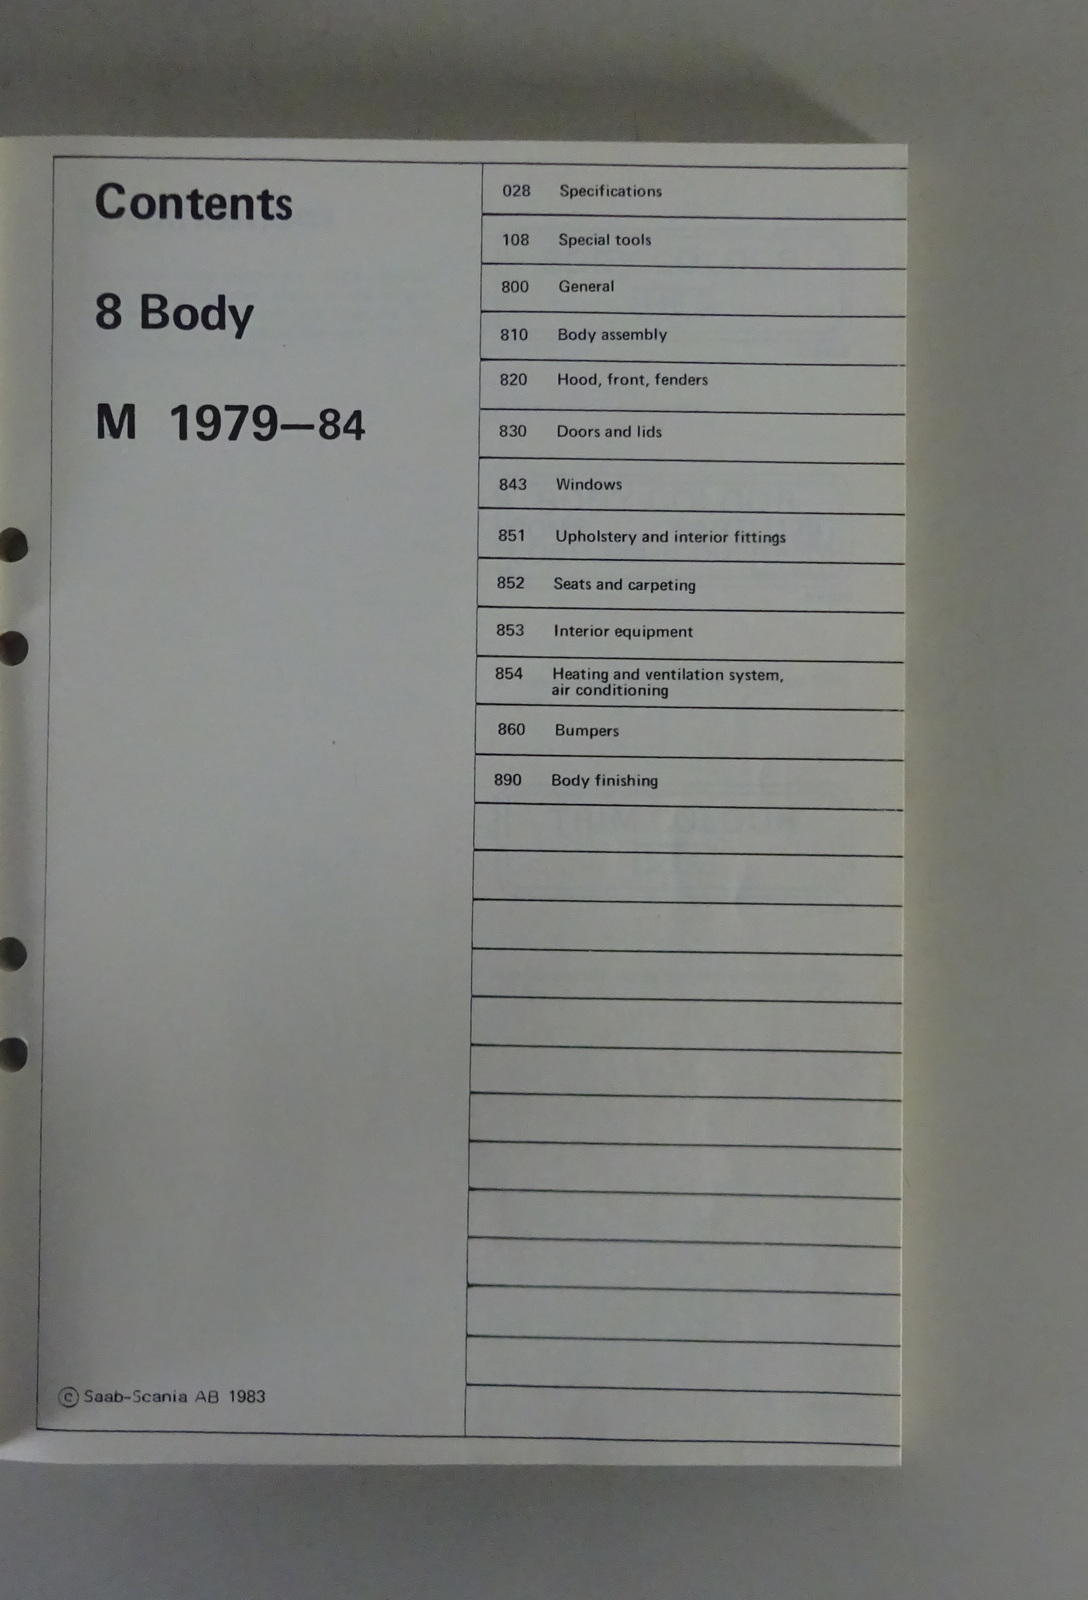 Contents
8 Body
M 1979—84
028 Specifications
108 Special tools
800 General
810 Body assembly
820 Hood, front, fenders
830 Doors and lids
843 Windows
851 Upholstery and interior fittings
852 Seats and carpeting
853 Interior equipment
854 Heating and ventilation system,
air conditioning
860 Bumpers
890 Body finishing
© Saab-Scania AB 1983